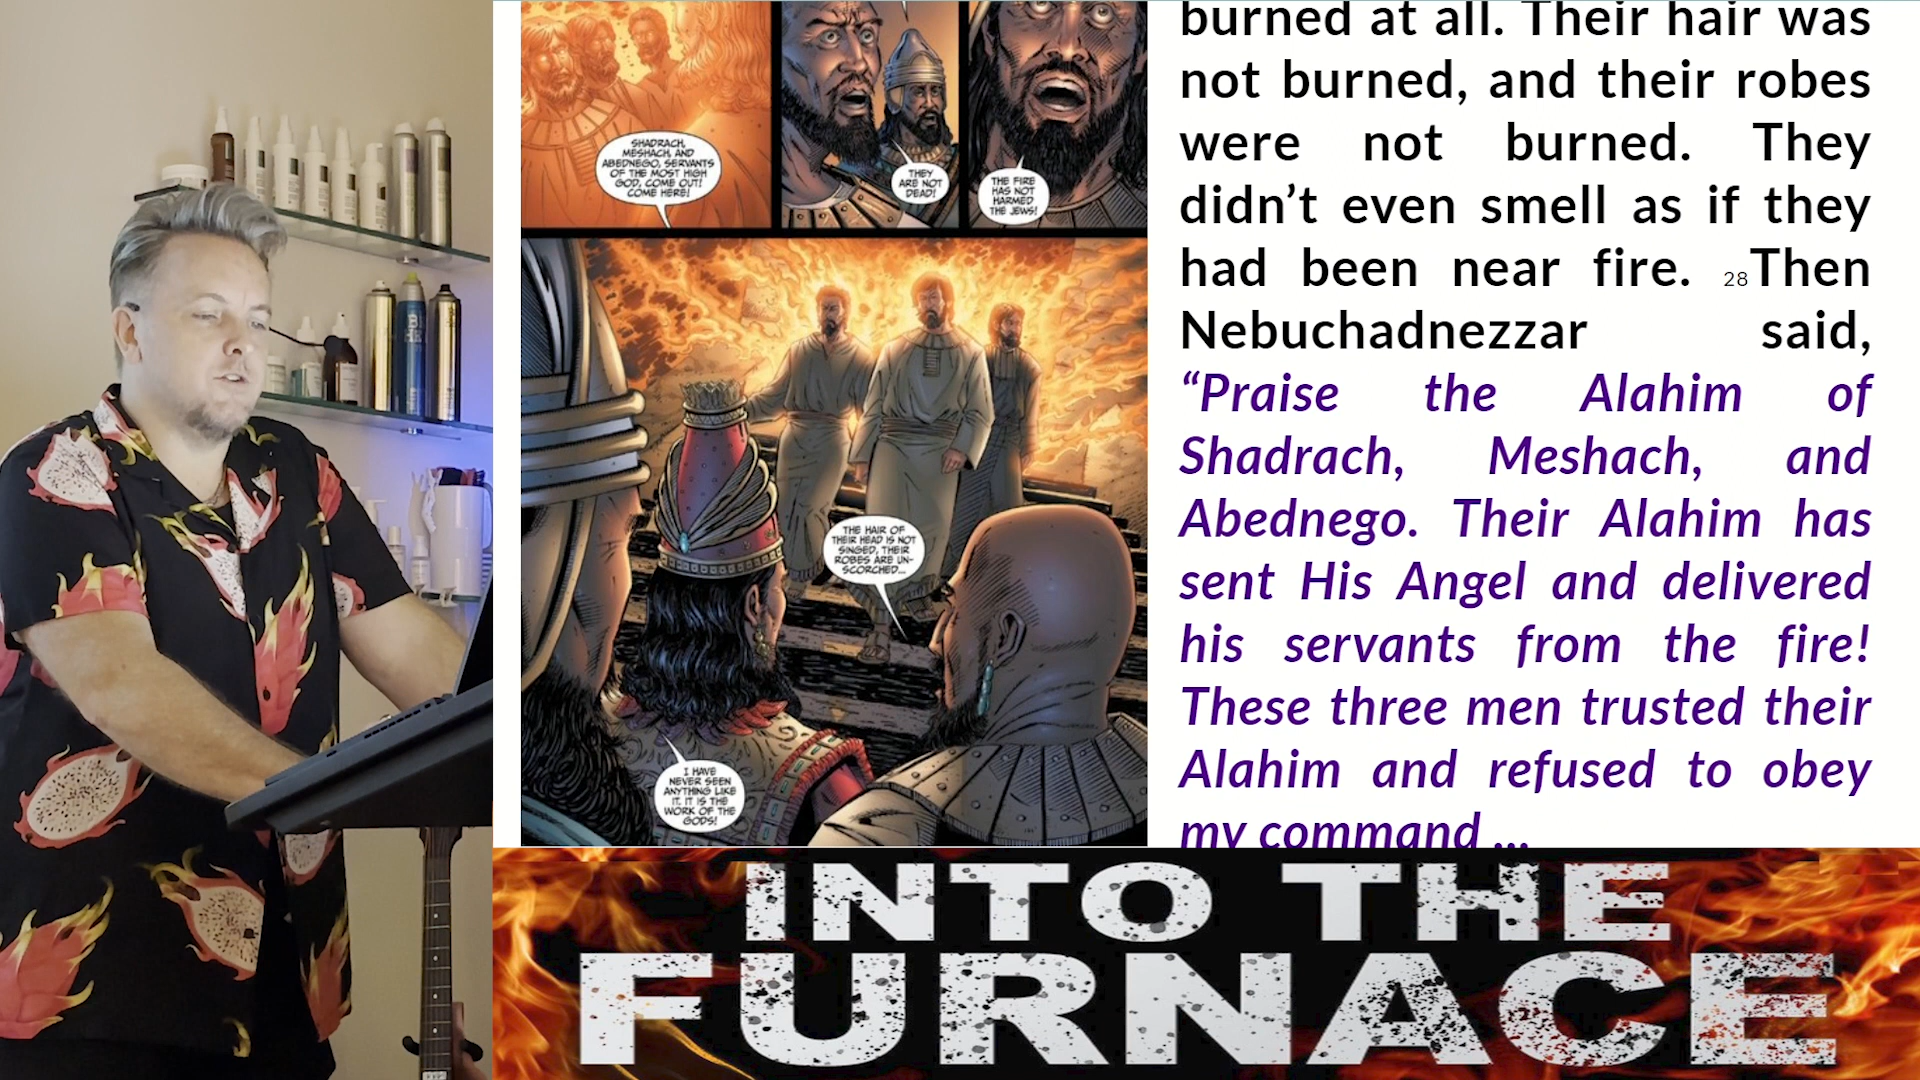 SHADRACH,
MESHACH, AND
ABEDNEGO, SERVANTS
OF THE MOST HIGH
GOD, COME OUT!
COME HERE!
THEY
ARE NOT
DEAD!
THE FIRE
HAS NOT
HARMED
THE JEWS!
THE HAIR OF
THEIR HEAD IS NOT
SINGED, THEIR
ROBES ARE UN-
SCORCHED...
I HAVE
NEVER SEEN
ANYTHING LIKE
IT. IT IS THE
WORK OF THE
GODS!
burned at all. Their hair was
not burned, and their robes
were not burned. They
didn’t even smell as if they
had been near fire. 28Then
Nebuchadnezzar said,
“Praise the Alahim of
Shadrach, Meshach, and
Abednego. Their Alahim has
sent His Angel and delivered
his servants from the fire!
These three men trusted their
Alahim and refused to obey
my command ...
INTO THE
FURNACE